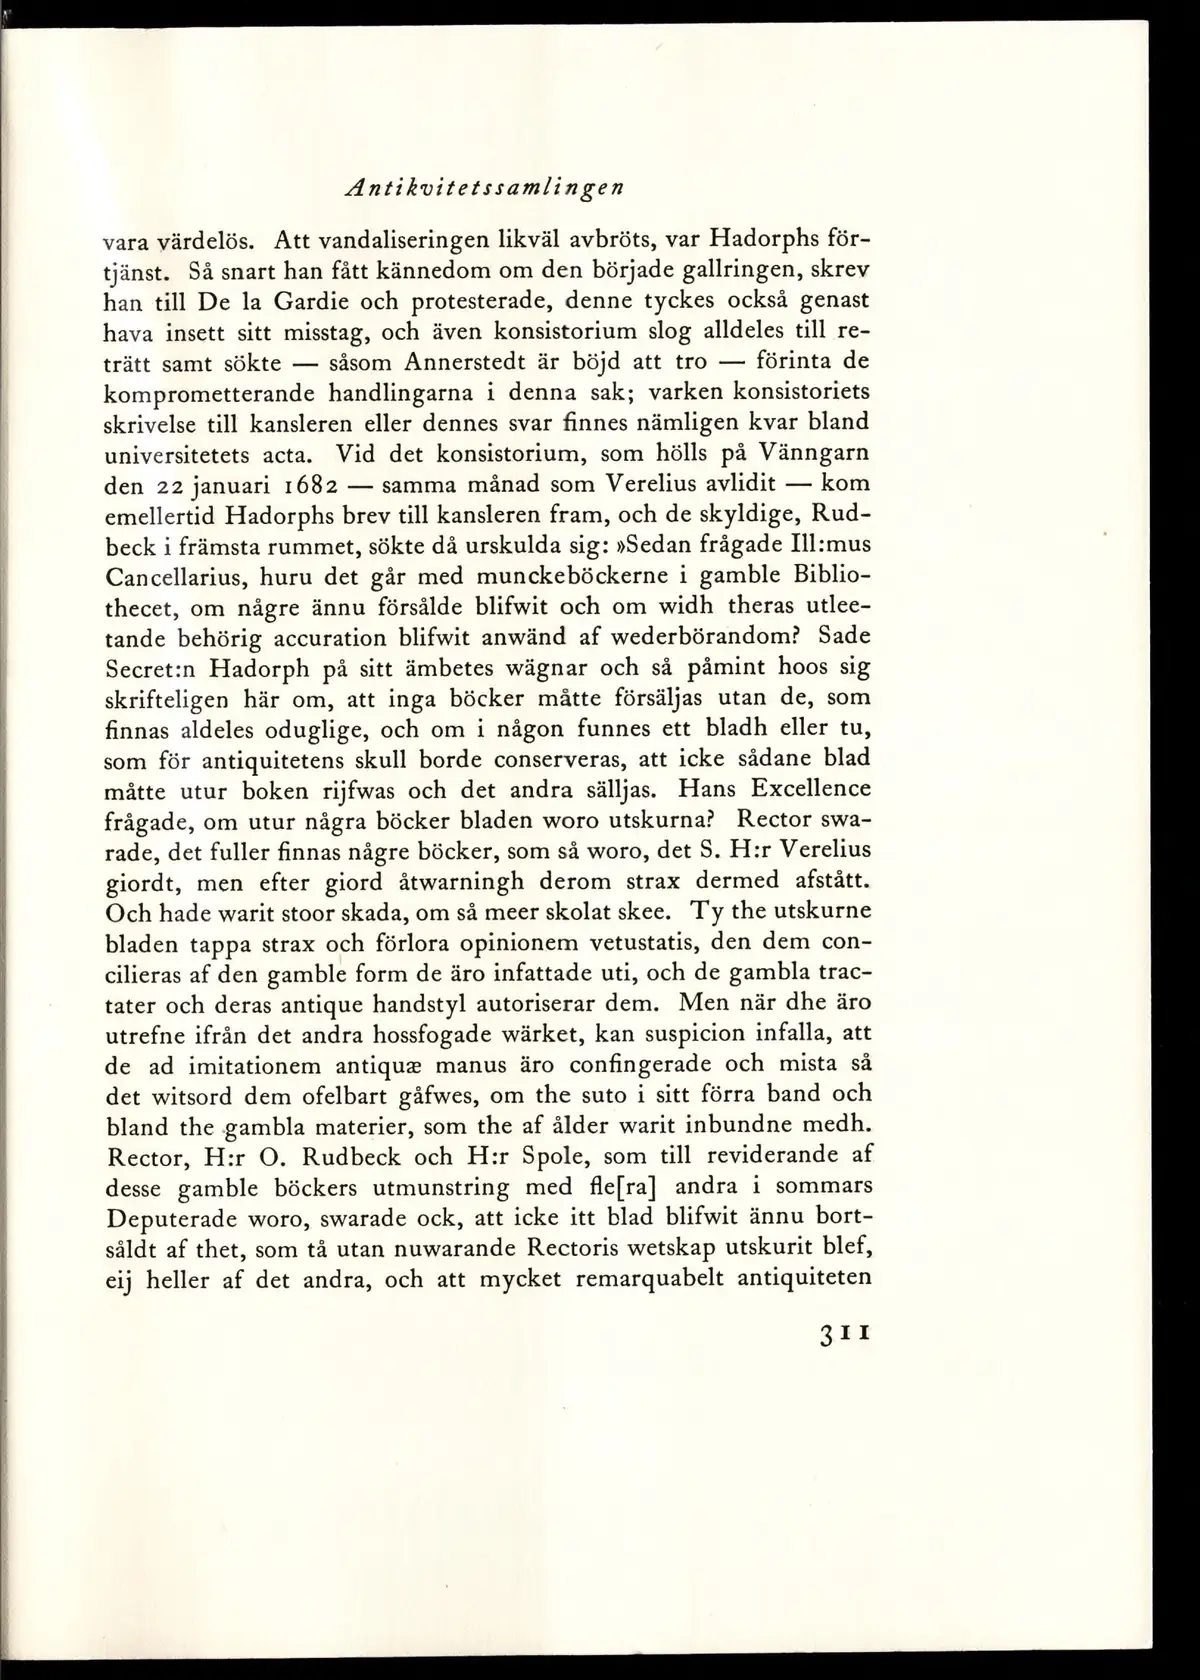 Antikvitetssamlingen
vara värdelös. Att vandaliseringen likväl avbröts, var Hadorphs för-
tjänst. Så snart han fått kännedom om den började gallringen, skrev
han till De la Gardie och protesterade, denne tyckes också genast
hava insett sitt misstag, och även konsistorium slog alldeles till re-
trätt samt sökte — såsom Annerstedt är böjd att tro — förinta de
komprometterande handlingarna i denna sak; varken konsistoriets
skrivelse till kansleren eller dennes svar finnes nämligen kvar bland
universitetets acta. Vid det konsistorium, som hölls på Vänngarn
den 22 januari 1682 — samma månad som Verelius avlidit — kom
emellertid Hadorphs brev till kansleren fram, och de skyldige, Rud-
beck i främsta rummet, sökte då urskulda sig: »Sedan frågade Ill:mus
Cancellarius, huru det går med munckeböckerne i gamble Biblio-
thecet, om någre ännu försålde blifwit och om widh theras utlee-
tande behörig accuration blifwit anwänd af wederbörandom? Sade
Secret:n Hadorph på sitt ämbetes wägnar och så påmint hoos sig
skrifteligen här om, att inga böcker måtte försäljas utan de, som
finnas aldeles oduglige, och om i någon funnes ett bladh eller tu,
som för antiquitetens skull borde conserveras, att icke sådane blad
måtte utur boken rijfwas och det andra sälljas. Hans Excellence
frågade, om utur några böcker bladen woro utskurna? Rector swa-
rade, det fuller finnas någre böcker, som så woro, det S. H:r Verelius
giordt, men efter giord åtwarningh derom strax dermed afstått.
Och hade warit stoor skada, om så meer skolat skee. Ty the utskurne
bladen tappa strax och förlora opinionem vetustatis, den dem con-
cilieras af den gamble form de äro infattade uti, och de gambla trac-
tater och deras antique handstyl autoriserar dem. Men när dhe äro
utrefne ifrån det andra hossfogade wärket, kan suspicion infalla, att
de ad imitationem antiquæ manus äro confingerade och mista så
det witsord dem ofelbart gåfwes, om the suto i sitt förra band och
bland the gambla materier, som the af ålder warit inbundne medh.
Rector, H:r O. Rudbeck och H:r Spole, som till reviderande af
desse gamble böckers utmunstring med fle[ra] andra i sommars
Deputerade woro, swarade ock, att icke itt blad blifwit ännu bort-
såldt af thet, som tå utan nuwarande Rectoris wetskap utskurit blef,
eij heller af det andra, och att mycket remarquabelt antiquiteten
311